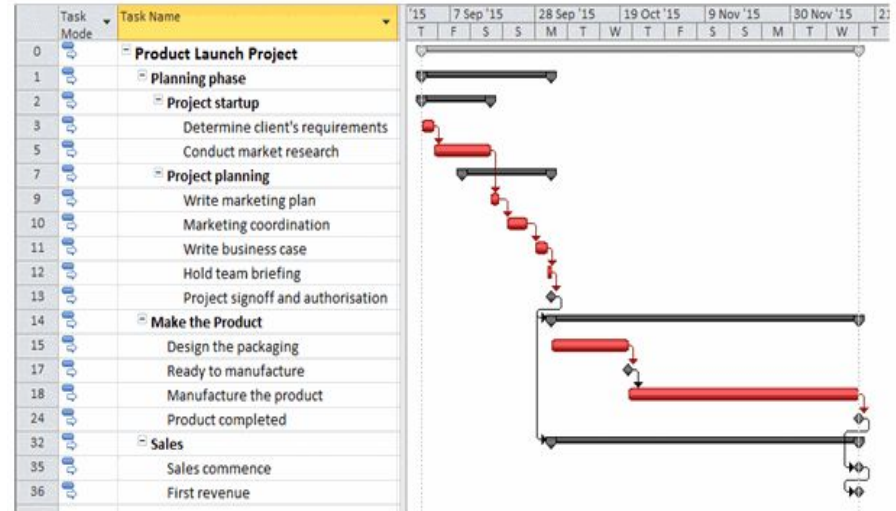 Task Mode Task Name '15 7 Sep '15 28 Sep '15 19 Oct '15 9 Nov '15 30 Nov '15 21
T F S S M T W T F S S M T W T
0 Product Launch Project
1 Planning phase
2 Project startup
3 Determine client's requirements
5 Conduct market research
7 Project planning
9 Write marketing plan
10 Marketing coordination
11 Write business case
12 Hold team briefing
13 Project signoff and authorisation
14 Make the Product
15 Design the packaging
17 Ready to manufacture
18 Manufacture the product
24 Product completed
32 Sales
35 Sales commence
36 First revenue